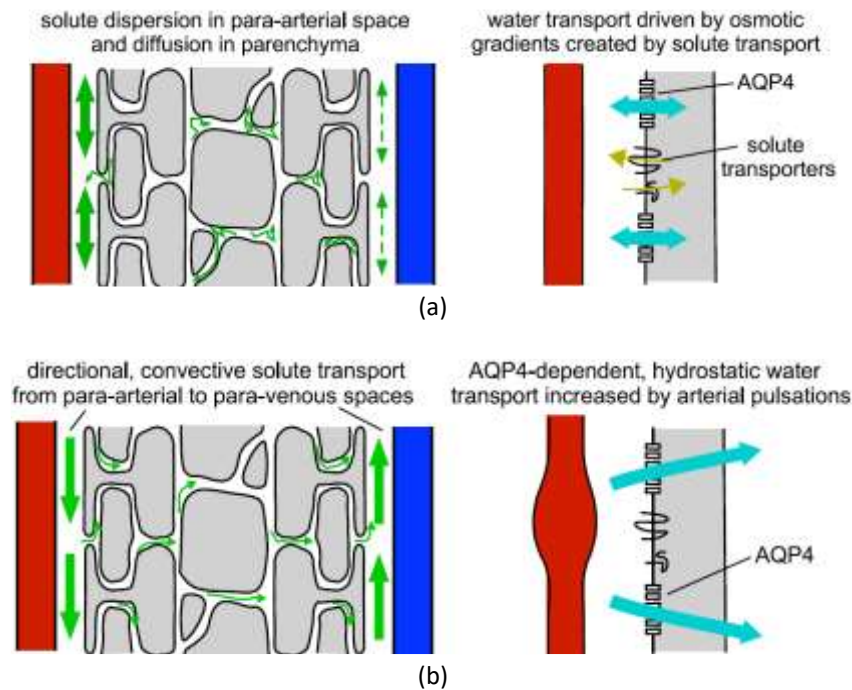 solute dispersion in para-arterial space
and diffusion in parenchyma
water transport driven by osmotic
gradients created by solute transport
AQP4
solute
transporters
(a)
directional, convective solute transport
from para-arterial to para-venous spaces
AQP4-dependent, hydrostatic water
transport increased by arterial pulsations
AQP4
(b)